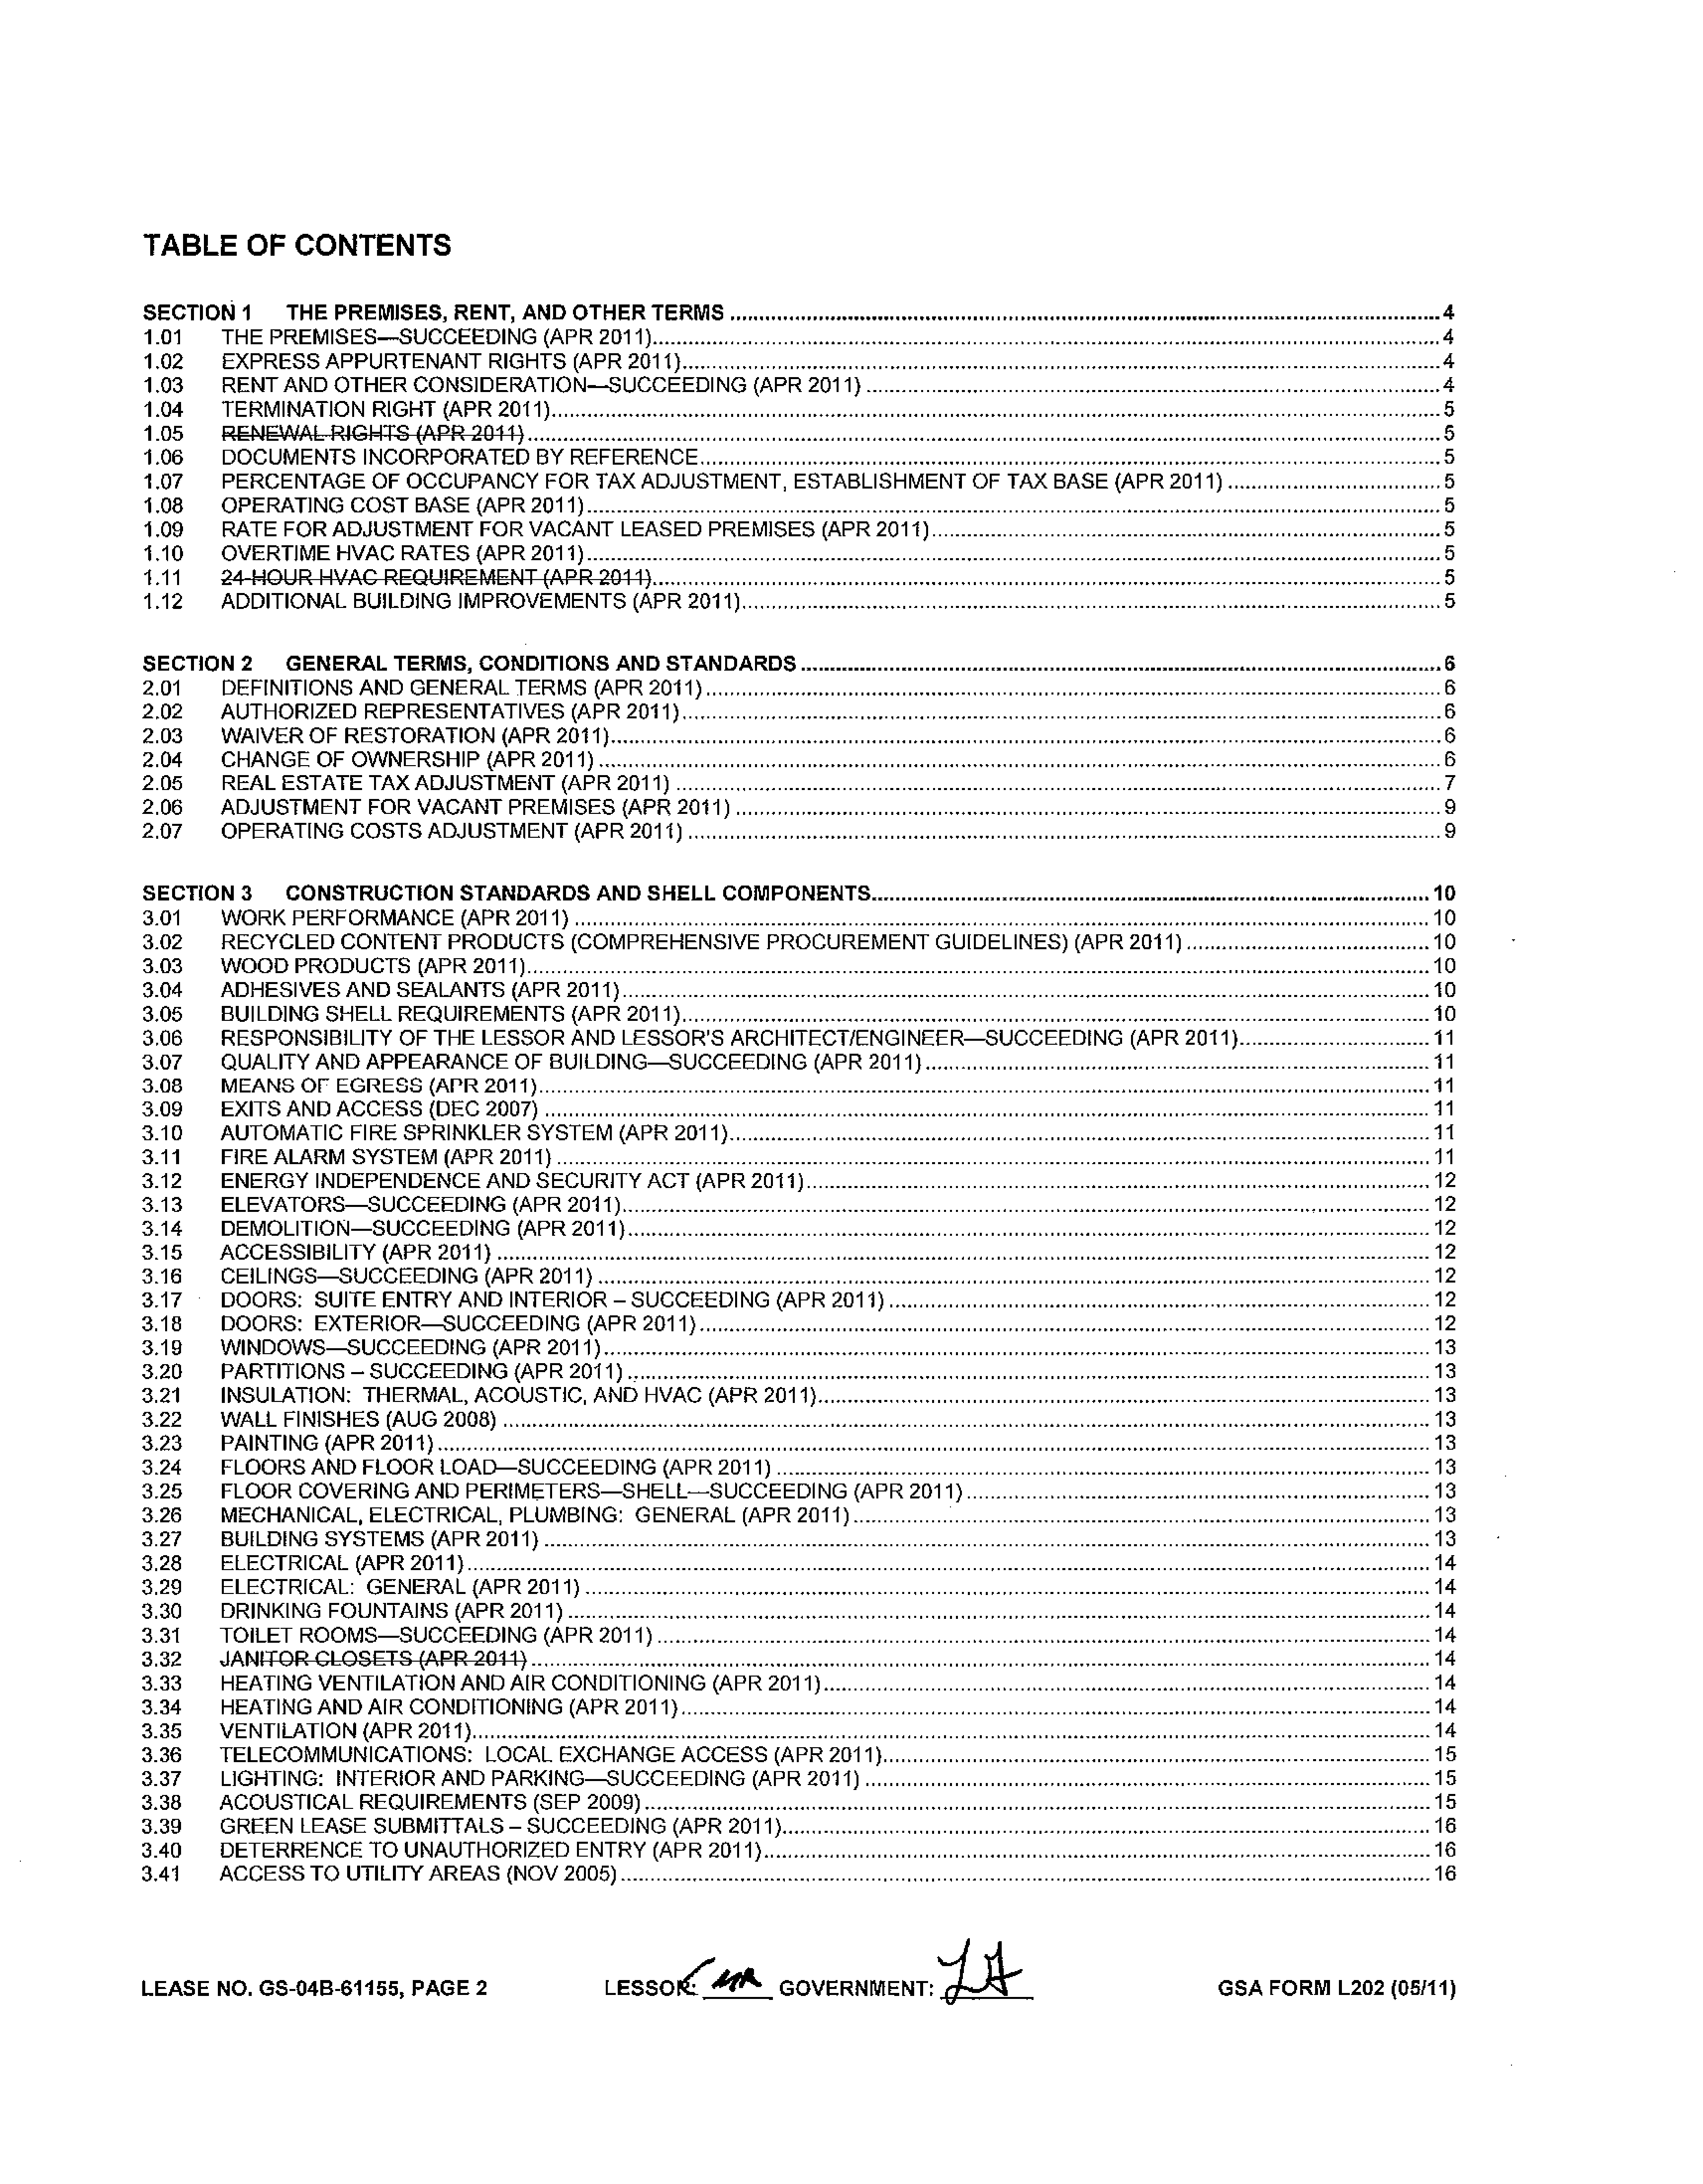 TABLE OF CONTENTS
SECTION 1 THE PREMISES, RENT, AND OTHER TERMS ........ 4
1.01 THE PREMISES—SUCCEEDING (APR 2011)........ 4
1.02 EXPRESS APPURTENANT RIGHTS (APR 2011)........ 4
1.03 RENT AND OTHER CONSIDERATION—SUCCEEDING (APR 2011) ........ 4
1.04 TERMINATION RIGHT (APR 2011)........ 5
1.05 RENEWAL RIGHTS (APR 2011) ........ 5
1.06 DOCUMENTS INCORPORATED BY REFERENCE........ 5
1.07 PERCENTAGE OF OCCUPANCY FOR TAX ADJUSTMENT, ESTABLISHMENT OF TAX BASE (APR 2011) ........ 5
1.08 OPERATING COST BASE (APR 2011)........ 5
1.09 RATE FOR ADJUSTMENT FOR VACANT LEASED PREMISES (APR 2011)........ 5
1.10 OVERTIME HVAC RATES (APR 2011)........ 5
1.11 24-HOUR HVAC REQUIREMENT (APR 2011)........ 5
1.12 ADDITIONAL BUILDING IMPROVEMENTS (APR 2011)........ 5
SECTION 2 GENERAL TERMS, CONDITIONS AND STANDARDS ........ 6
2.01 DEFINITIONS AND GENERAL TERMS (APR 2011) ........ 6
2.02 AUTHORIZED REPRESENTATIVES (APR 2011)........ 6
2.03 WAIVER OF RESTORATION (APR 2011)........ 6
2.04 CHANGE OF OWNERSHIP (APR 2011) ........ 6
2.05 REAL ESTATE TAX ADJUSTMENT (APR 2011) ........ 7
2.06 ADJUSTMENT FOR VACANT PREMISES (APR 2011) ........ 9
2.07 OPERATING COSTS ADJUSTMENT (APR 2011) ........ 9
SECTION 3 CONSTRUCTION STANDARDS AND SHELL COMPONENTS........ 10
3.01 WORK PERFORMANCE (APR 2011) ........ 10
3.02 RECYCLED CONTENT PRODUCTS (COMPREHENSIVE PROCUREMENT GUIDELINES) (APR 2011) ........ 10
3.03 WOOD PRODUCTS (APR 2011)........ 10
3.04 ADHESIVES AND SEALANTS (APR 2011)........ 10
3.05 BUILDING SHELL REQUIREMENTS (APR 2011)........ 10
3.06 RESPONSIBILITY OF THE LESSOR AND LESSOR'S ARCHITECT/ENGINEER—SUCCEEDING (APR 2011)........ 11
3.07 QUALITY AND APPEARANCE OF BUILDING—SUCCEEDING (APR 2011) ........ 11
3.08 MEANS OF EGRESS (APR 2011)........ 11
3.09 EXITS AND ACCESS (DEC 2007) ........ 11
3.10 AUTOMATIC FIRE SPRINKLER SYSTEM (APR 2011)........ 11
3.11 FIRE ALARM SYSTEM (APR 2011) ........ 11
3.12 ENERGY INDEPENDENCE AND SECURITY ACT (APR 2011)........ 12
3.13 ELEVATORS—SUCCEEDING (APR 2011)........ 12
3.14 DEMOLITION—SUCCEEDING (APR 2011)........ 12
3.15 ACCESSIBILITY (APR 2011) ........ 12
3.16 CEILINGS—SUCCEEDING (APR 2011) ........ 12
3.17 DOORS: SUITE ENTRY AND INTERIOR – SUCCEEDING (APR 2011) ........ 12
3.18 DOORS: EXTERIOR—SUCCEEDING (APR 2011)........ 12
3.19 WINDOWS—SUCCEEDING (APR 2011)........ 13
3.20 PARTITIONS – SUCCEEDING (APR 2011) ........ 13
3.21 INSULATION: THERMAL, ACOUSTIC, AND HVAC (APR 2011)........ 13
3.22 WALL FINISHES (AUG 2008) ........ 13
3.23 PAINTING (APR 2011) ........ 13
3.24 FLOORS AND FLOOR LOAD—SUCCEEDING (APR 2011) ........ 13
3.25 FLOOR COVERING AND PERIMETERS—SHELL—SUCCEEDING (APR 2011) ........ 13
3.26 MECHANICAL, ELECTRICAL, PLUMBING: GENERAL (APR 2011) ........ 13
3.27 BUILDING SYSTEMS (APR 2011) ........ 13
3.28 ELECTRICAL (APR 2011) ........ 14
3.29 ELECTRICAL: GENERAL (APR 2011) ........ 14
3.30 DRINKING FOUNTAINS (APR 2011) ........ 14
3.31 TOILET ROOMS—SUCCEEDING (APR 2011) ........ 14
3.32 JANITOR CLOSETS (APR 2011) ........ 14
3.33 HEATING VENTILATION AND AIR CONDITIONING (APR 2011)........ 14
3.34 HEATING AND AIR CONDITIONING (APR 2011)........ 14
3.35 VENTILATION (APR 2011)........ 14
3.36 TELECOMMUNICATIONS: LOCAL EXCHANGE ACCESS (APR 2011)........ 15
3.37 LIGHTING: INTERIOR AND PARKING—SUCCEEDING (APR 2011) ........ 15
3.38 ACOUSTICAL REQUIREMENTS (SEP 2009) ........ 15
3.39 GREEN LEASE SUBMITTALS – SUCCEEDING (APR 2011)........ 16
3.40 DETERRENCE TO UNAUTHORIZED ENTRY (APR 2011)........ 16
3.41 ACCESS TO UTILITY AREAS (NOV 2005) ........ 16
LEASE NO. GS-04B-61155, PAGE 2 LESSOR: GOVERNMENT: GSA FORM L202 (05/11)